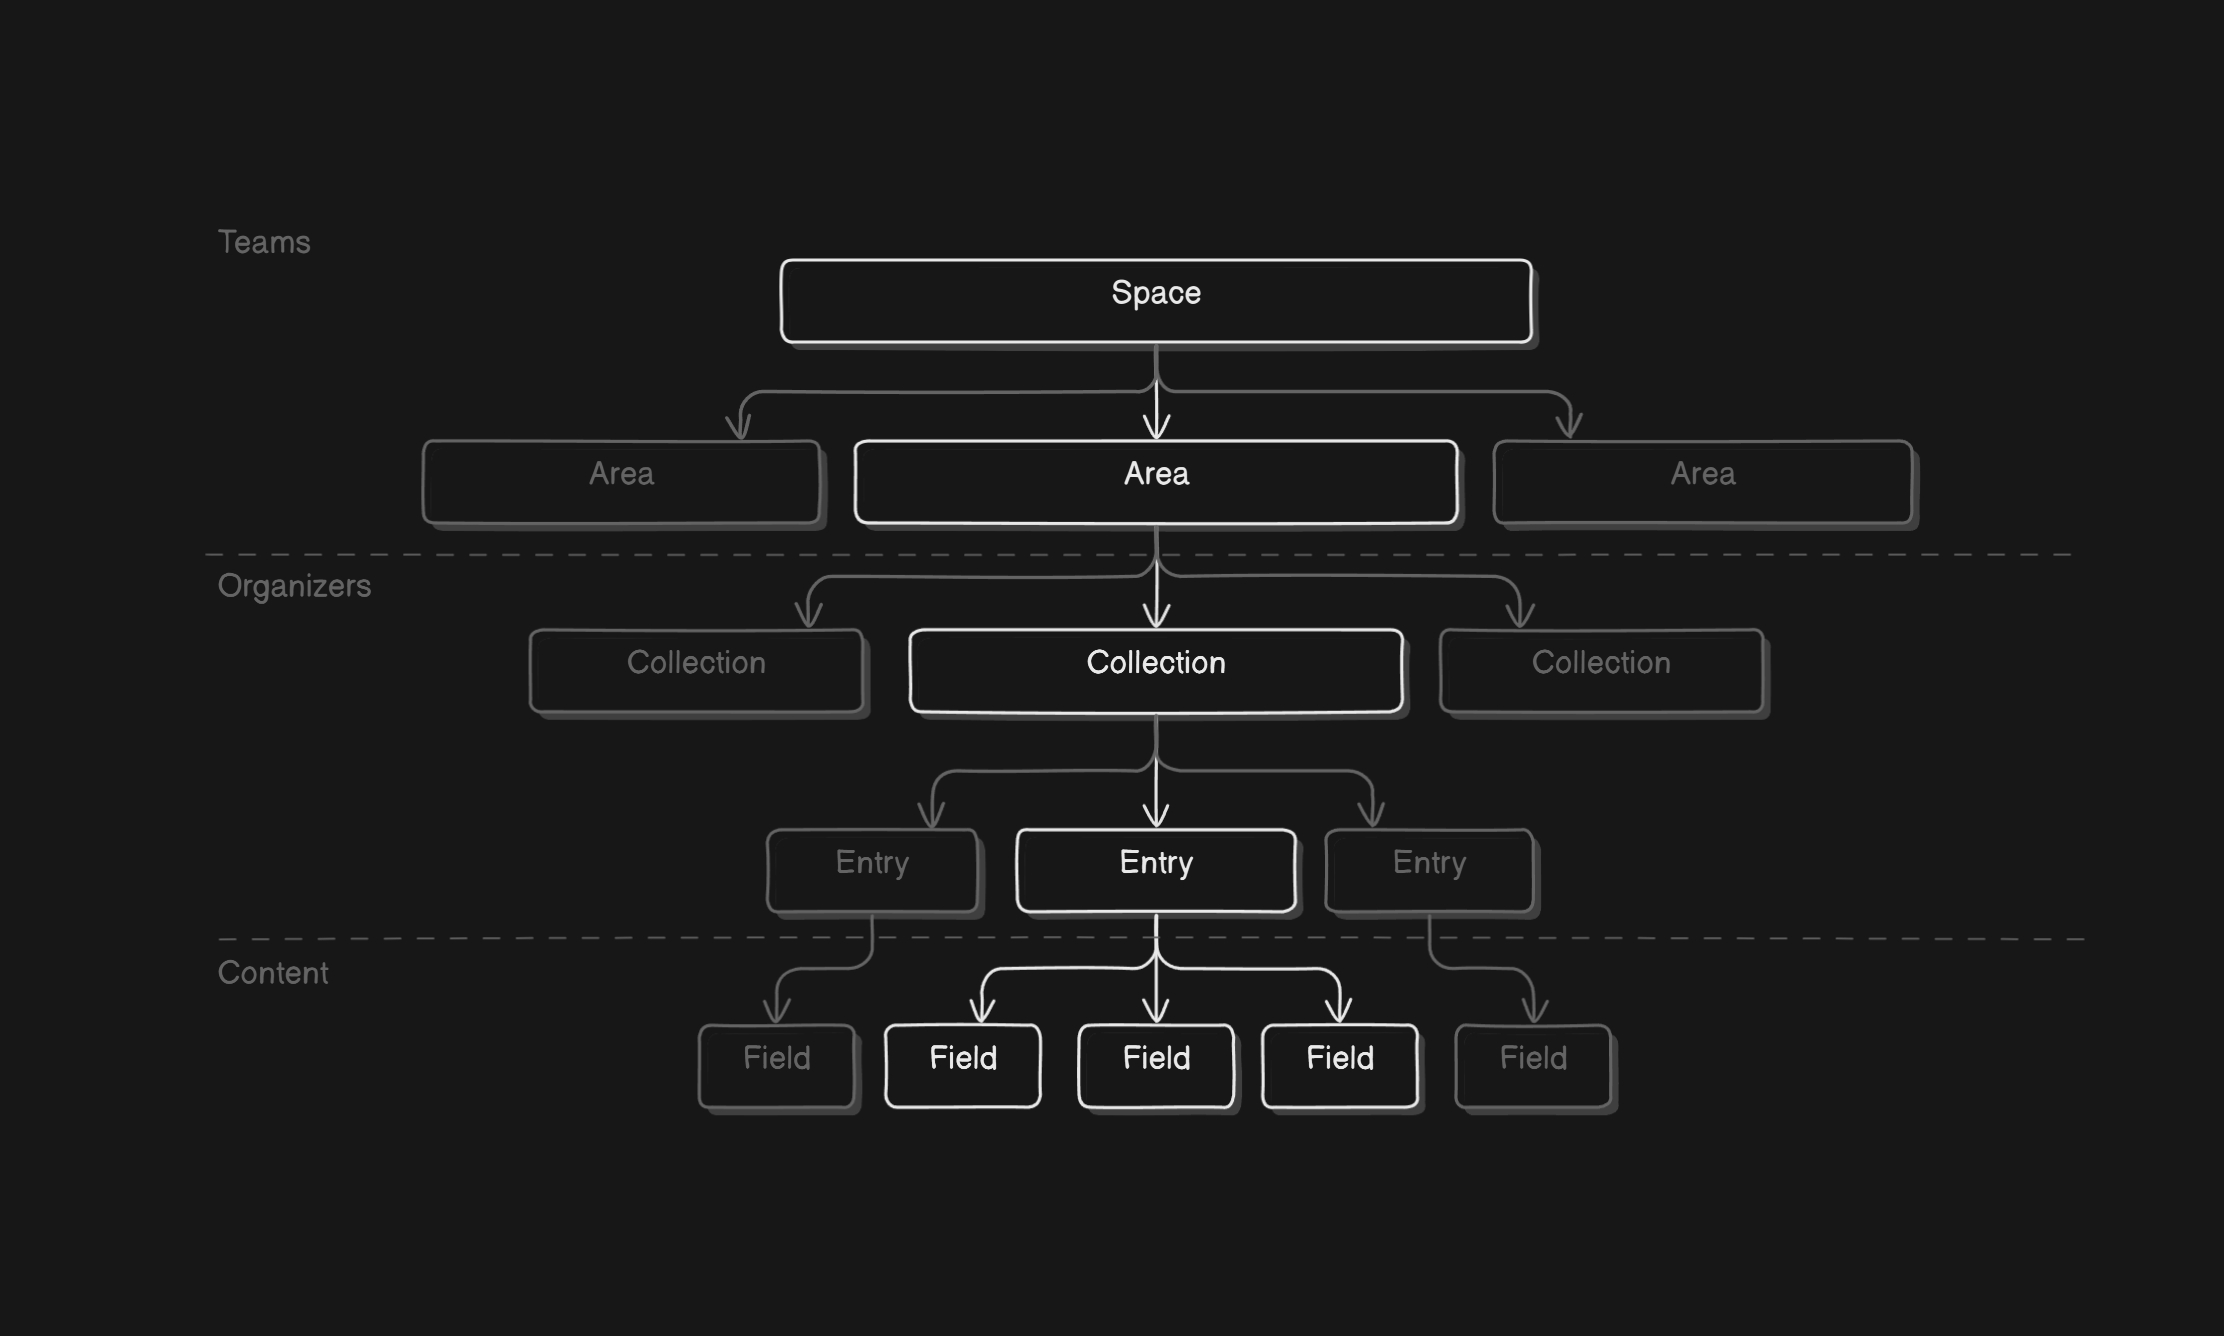 Teams
Space
Area
Area
Area
Organizers
Collection
Collection
Collection
Entry
Entry
Entry
Content
Field
Field
Field
Field
Field